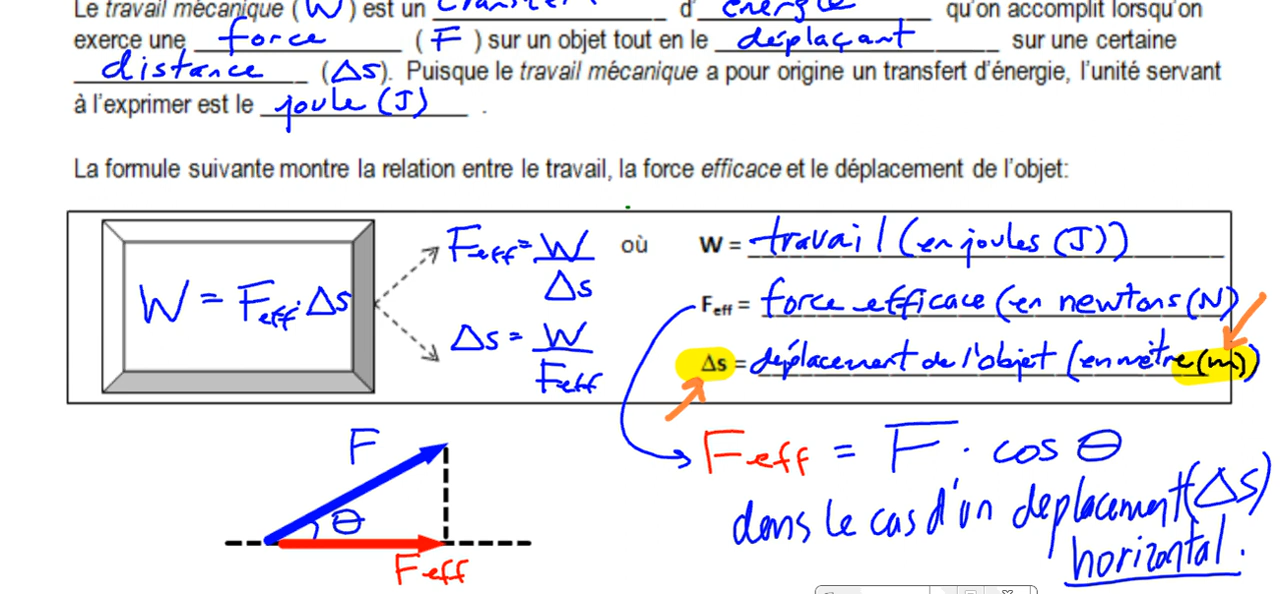 Le travail mécanique (W) est un transfert d'énergie qu'on accomplit lorsqu'on
exerce une force (F) sur un objet tout en le déplaçant sur une certaine
distance (Δs). Puisque le travail mécanique a pour origine un transfert d'énergie, l'unité servant
à l'exprimer est le joule (J).
La formule suivante montre la relation entre le travail, la force efficace et le déplacement de l'objet:
W = Feff · Δs
Feff = W / Δs
Δs = W / Feff
où W = travail (en joules (J))
Feff = force efficace (en newtons (N)
Δs = déplacement de l'objet (en mètre (m))
F
θ
Feff
Feff = F · cos θ
dans le cas d'un deplacement (Δs)
horizontal.